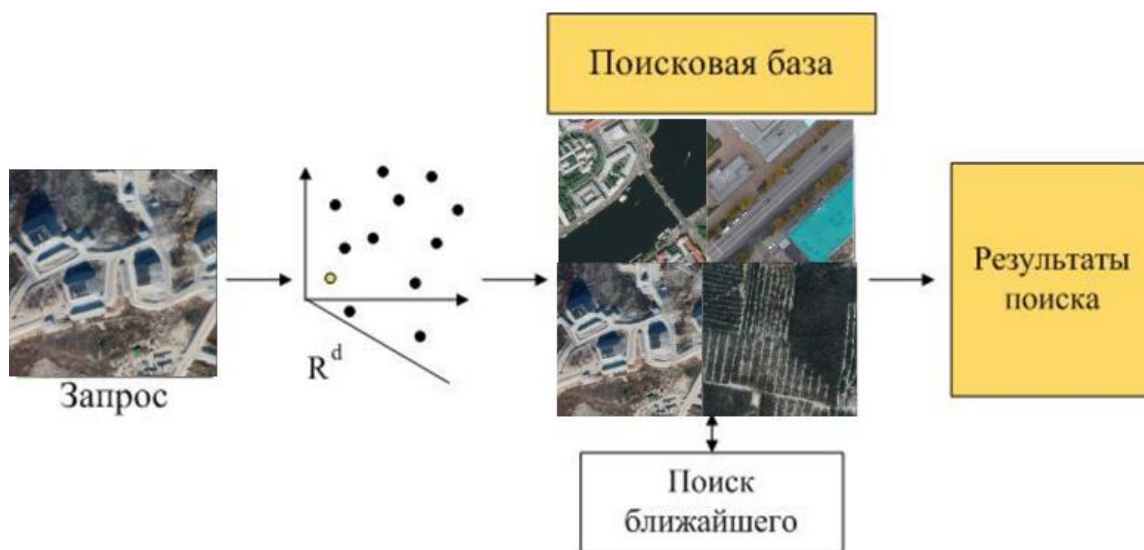 Поисковая база
Запрос
R^d
Результаты
поиска
Поиск
ближайшего